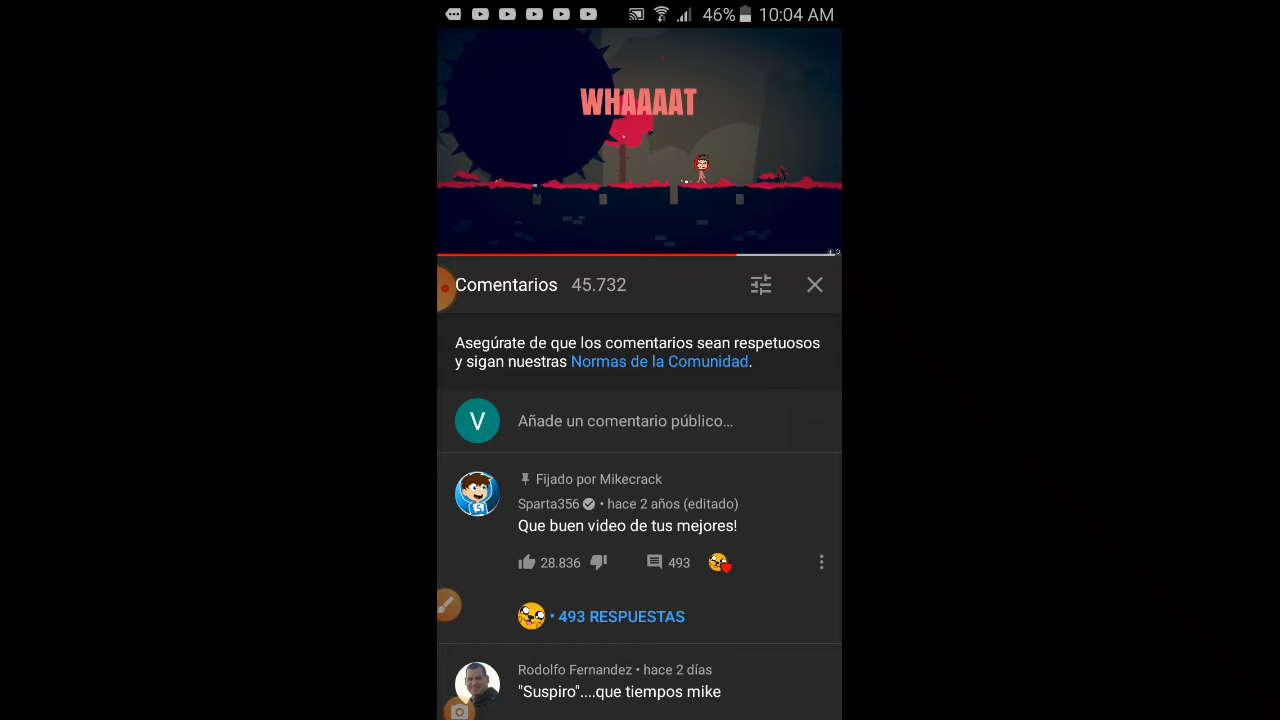 46% 10:04 AM
WHAAAAT
Comentarios 45.732
Asegúrate de que los comentarios sean respetuosos
y sigan nuestras Normas de la Comunidad.
V
Añade un comentario público...
Fijado por Mikecrack
Sparta356 • hace 2 años (editado)
Que buen video de tus mejores!
28.836 493
• 493 RESPUESTAS
Rodolfo Fernandez • hace 2 días
"Suspiro"....que tiempos mike